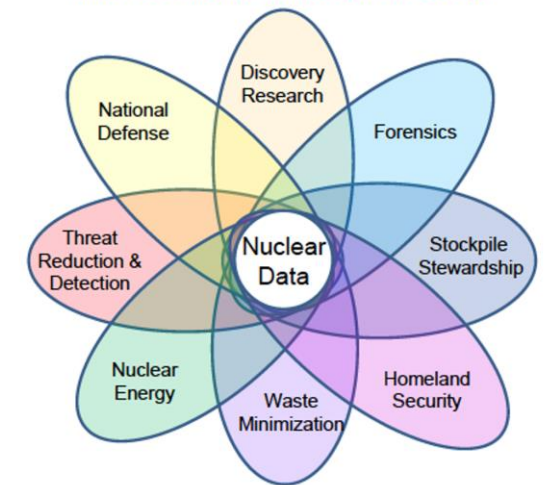 Discovery
Research
National
Defense
Forensics
Threat
Reduction &
Detection
Nuclear
Data
Stockpile
Stewardship
Nuclear
Energy
Waste
Minimization
Homeland
Security